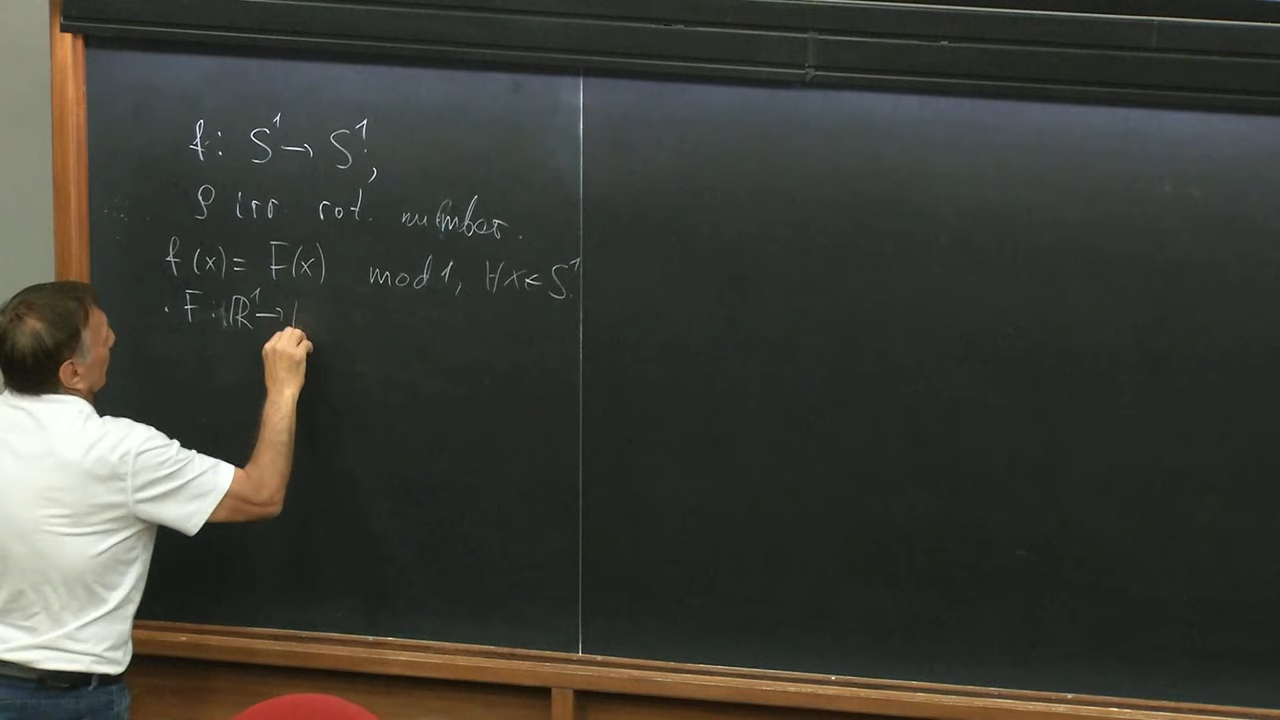 f: S¹ → S¹,
ρ irr rot. number.
f(x) = F(x) mod 1, ∀x ∈ S¹.
· F: ℝ¹ →